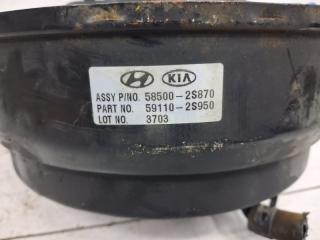 KIA
ASSY P/NO. 58500-2S870
PART NO. 59110-2S950
LOT NO. 3703